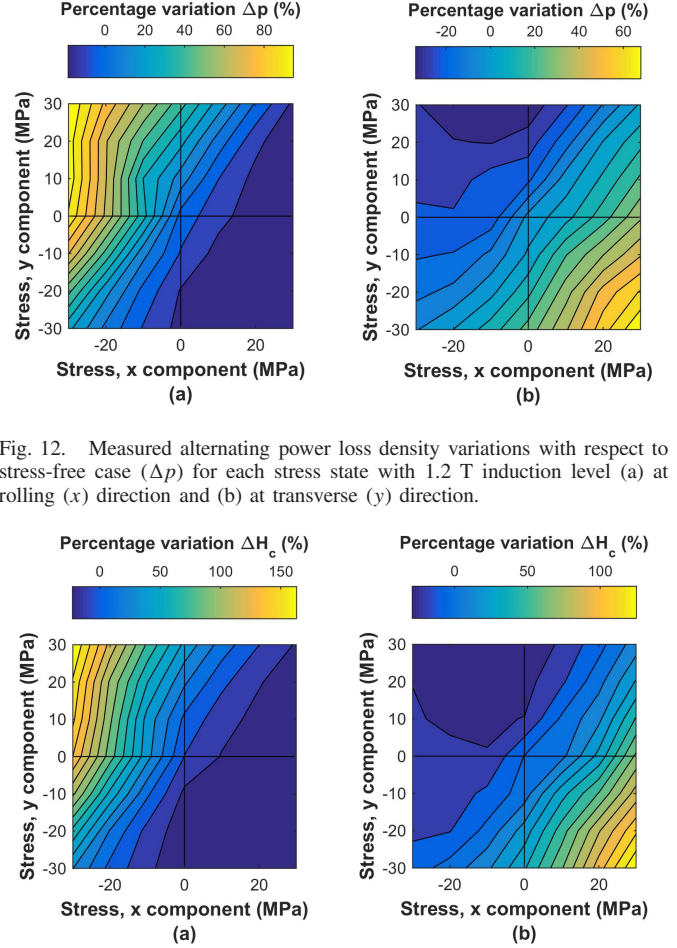 Percentage variation Δp (%)
0 20 40 60 80
Stress, y component (MPa)
30
20
10
0
-10
-20
-30
-20 0 20
Stress, x component (MPa)
(a)
Percentage variation Δp (%)
-20 0 20 40 60
Stress, y component (MPa)
30
20
10
0
-10
-20
-30
-20 0 20
Stress, x component (MPa)
(b)
Fig. 12. Measured alternating power loss density variations with respect to
stress-free case (Δp) for each stress state with 1.2 T induction level (a) at
rolling (x) direction and (b) at transverse (y) direction.
Percentage variation ΔHc (%)
0 50 100 150
Stress, y component (MPa)
30
20
10
0
-10
-20
-30
-20 0 20
Stress, x component (MPa)
(a)
Percentage variation ΔHc (%)
0 50 100
Stress, y component (MPa)
30
20
10
0
-10
-20
-30
-20 0 20
Stress, x component (MPa)
(b)